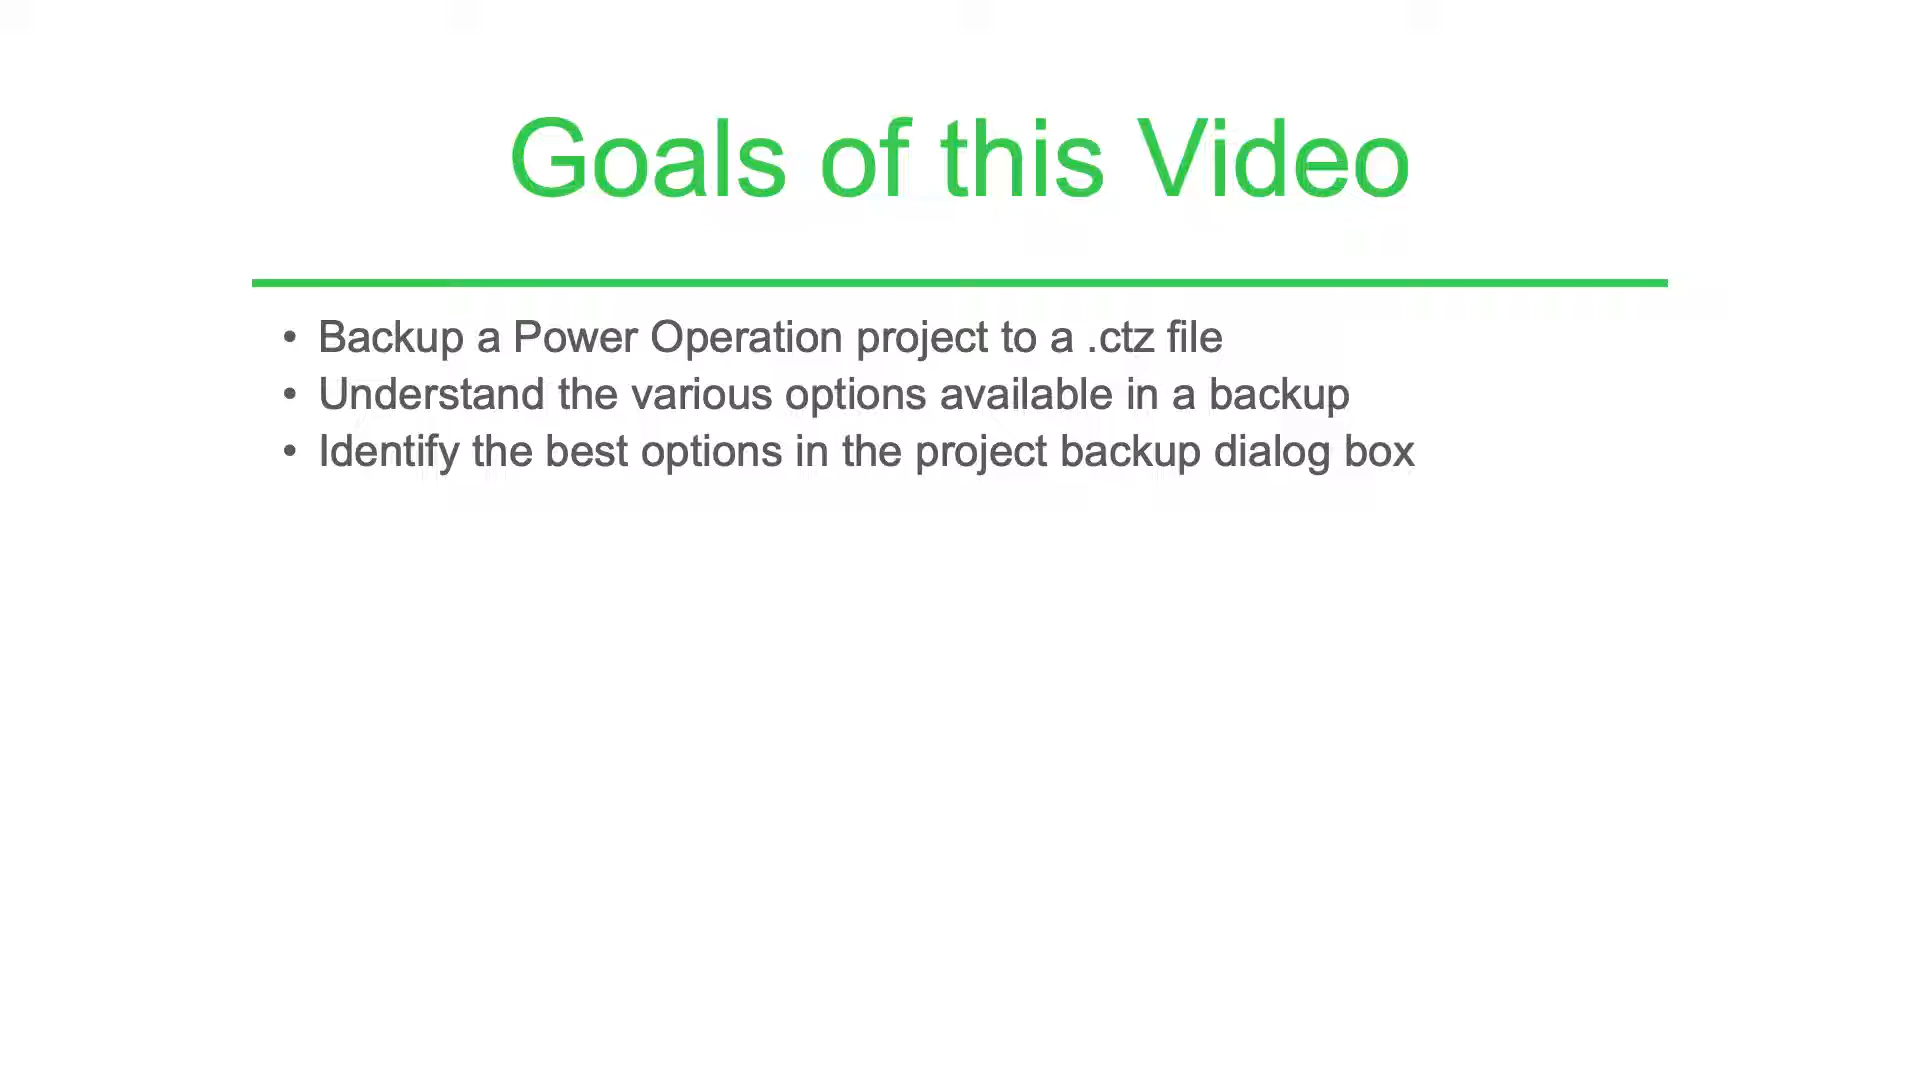 Goals of this Video
• Backup a Power Operation project to a .ctz file
• Understand the various options available in a backup
• Identify the best options in the project backup dialog box